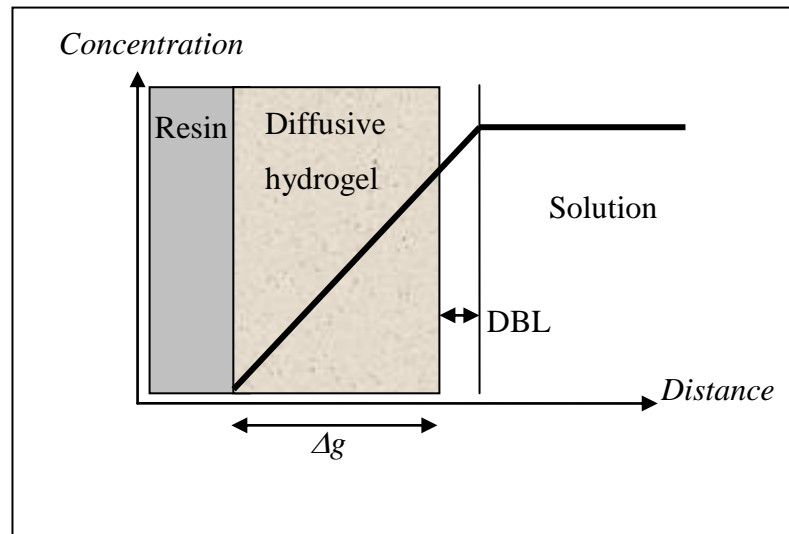 Concentration
Resin
Diffusive
hydrogel
Solution
DBL
Distance
Δg